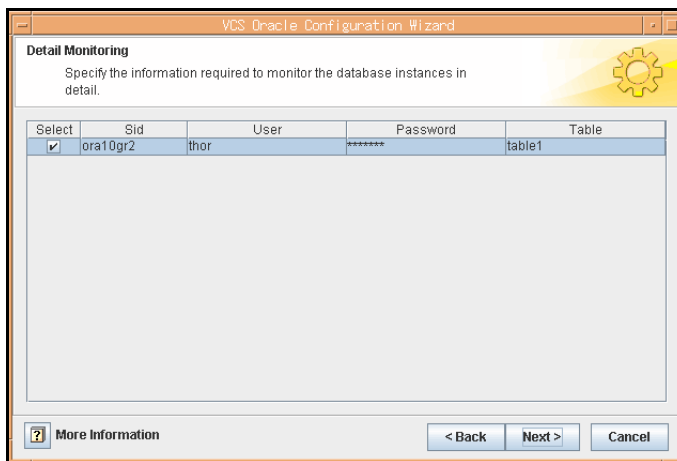 VCS Oracle Configuration Wizard
Detail Monitoring
Specify the information required to monitor the database instances in
detail.
Select Sid User Password Table
ora10gr2 thor ******* table1
More Information < Back Next > Cancel